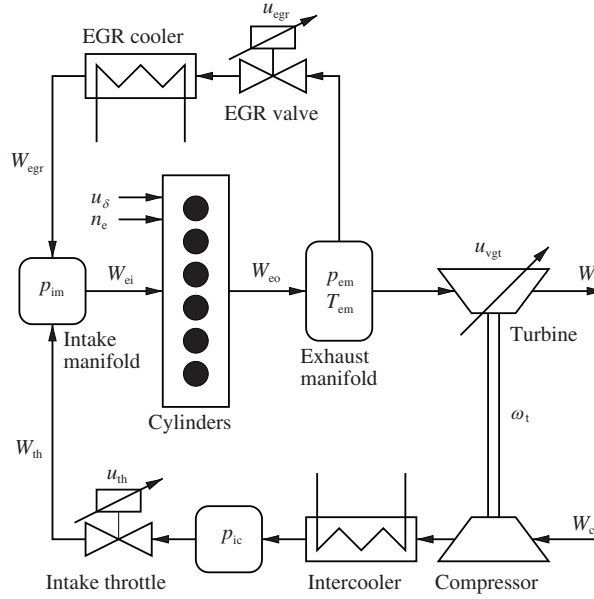 u_egr
EGR cooler
EGR valve
W_egr
u_δ
n_e
u_vgt
W_ei
W_eo
W
p_im
p_em
T_em
Intake
manifold
Turbine
Exhaust
manifold
Cylinders
ω_t
W_th
u_th
p_ic
W_c
Intake throttle
Intercooler
Compressor